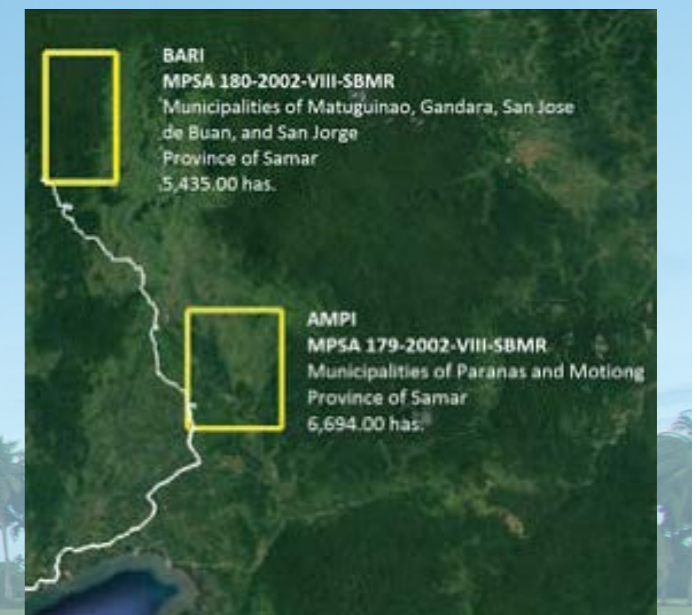 BARI
MPSA 180-2002-VIII-SBMR
Municipalities of Matuguinao, Gandara, San Jose
de Buan, and San Jorge
Province of Samar
5,435.00 has.
AMPI
MPSA 179-2002-VIII-SBMR
Municipalities of Paranas and Motiong
Province of Samar
6,694.00 has.